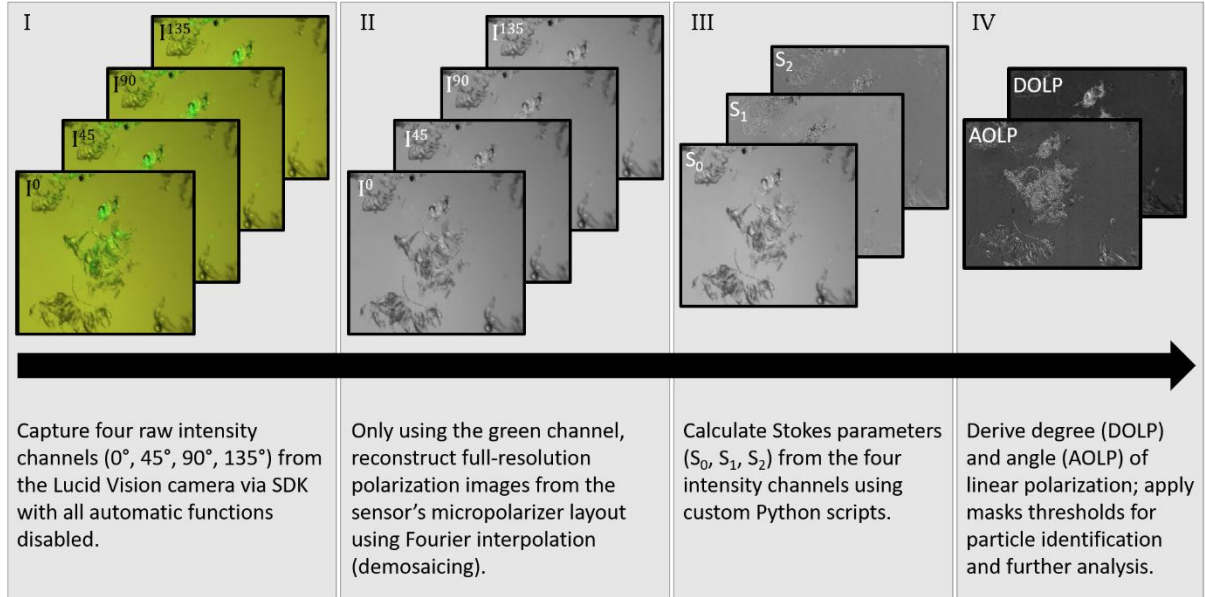 I
I¹³⁵
I⁹⁰
I⁴⁵
I⁰
Capture four raw intensity
channels (0°, 45°, 90°, 135°) from
the Lucid Vision camera via SDK
with all automatic functions
disabled.
II
I¹³⁵
I⁹⁰
I⁴⁵
I⁰
Only using the green channel,
reconstruct full-resolution
polarization images from the
sensor’s micropolarizer layout
using Fourier interpolation
(demosaicing).
III
S₂
S₁
S₀
Calculate Stokes parameters
(S₀, S₁, S₂) from the four
intensity channels using
custom Python scripts.
IV
DOLP
AOLP
Derive degree (DOLP)
and angle (AOLP) of
linear polarization; apply
masks thresholds for
particle identification
and further analysis.